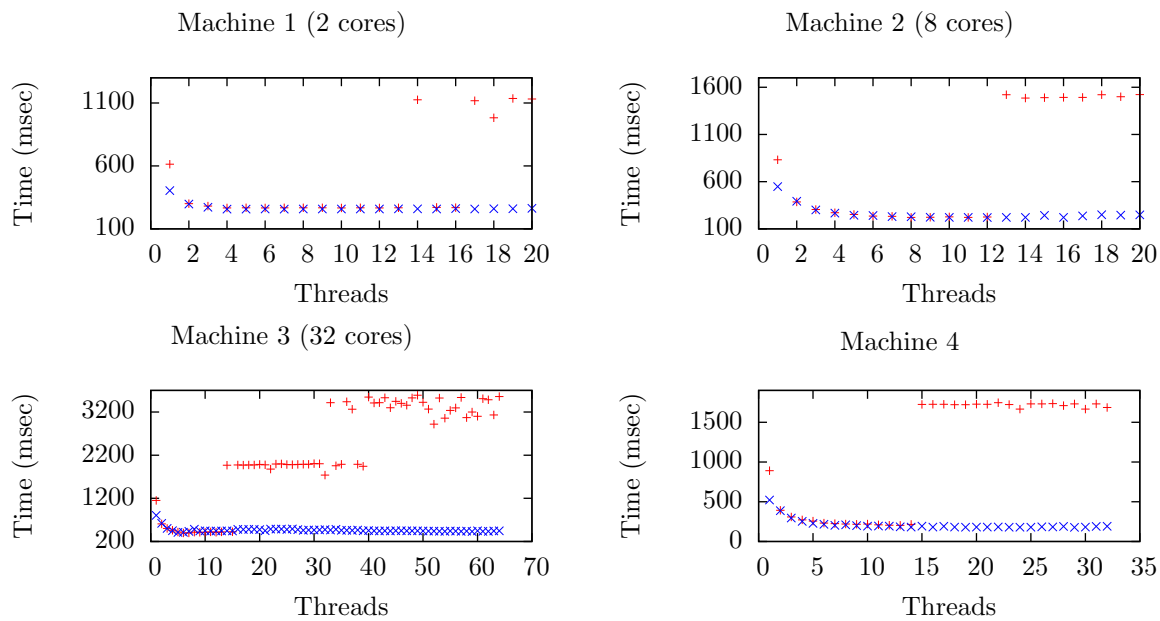 Machine 1 (2 cores)
Time (msec)
1100
600
100
0 2 4 6 8 10 12 14 16 18 20
Threads
Machine 2 (8 cores)
Time (msec)
1600
1100
600
100
0 2 4 6 8 10 12 14 16 18 20
Threads
Machine 3 (32 cores)
Time (msec)
3200
2200
1200
200
0 10 20 30 40 50 60 70
Threads
Machine 4
Time (msec)
1500
1000
500
0
0 5 10 15 20 25 30 35
Threads